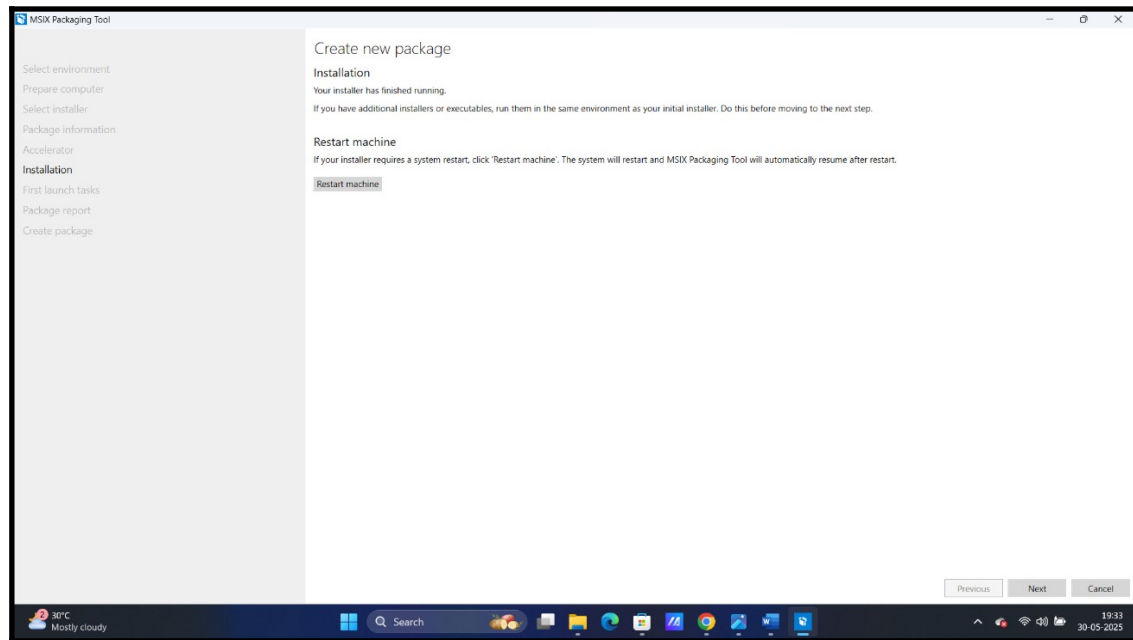 MSIX Packaging Tool
Create new package
Select environment
Prepare computer
Select installer
Package information
Accelerator
Installation
First launch tasks
Package report
Create package
Installation
Your installer has finished running.
If you have additional installers or executables, run them in the same environment as your initial installer. Do this before moving to the next step.
Restart machine
If your installer requires a system restart, click 'Restart machine'. The system will restart and MSIX Packaging Tool will automatically resume after restart.
Restart machine
Previous Next Cancel
2
30°C
Mostly cloudy
Search
19:33
30-05-2025